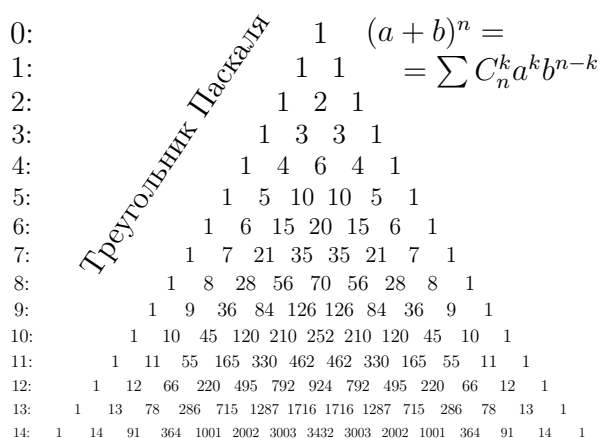 Треугольник Паскаля
(a + b)^n =
= ∑ C_n^k a^k b^{n−k}
0: 1
1: 1 1
2: 1 2 1
3: 1 3 3 1
4: 1 4 6 4 1
5: 1 5 10 10 5 1
6: 1 6 15 20 15 6 1
7: 1 7 21 35 35 21 7 1
8: 1 8 28 56 70 56 28 8 1
9: 1 9 36 84 126 126 84 36 9 1
10: 1 10 45 120 210 252 210 120 45 10 1
11: 1 11 55 165 330 462 462 330 165 55 11 1
12: 1 12 66 220 495 792 924 792 495 220 66 12 1
13: 1 13 78 286 715 1287 1716 1716 1287 715 286 78 13 1
14: 1 14 91 364 1001 2002 3003 3432 3003 2002 1001 364 91 14 1